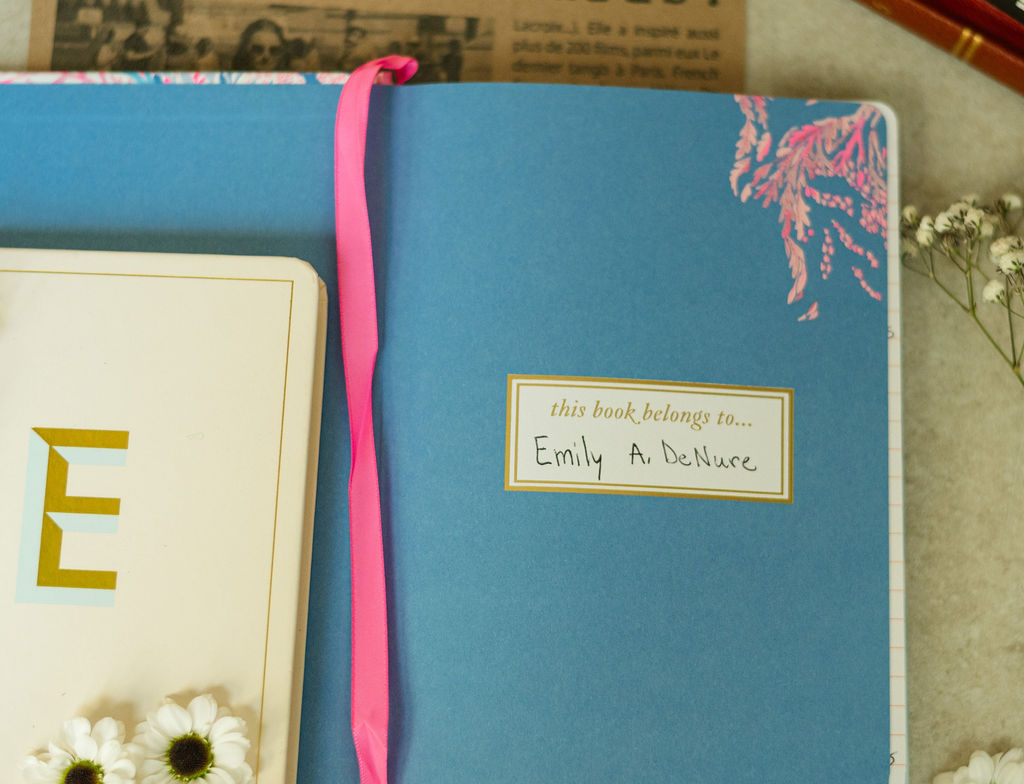 Lacroix...). Elle a inspiré aussi
plus de 200 films, parmi eux Le
dernier tango à Paris, French
this book belongs to...
Emily A. DeNure
E